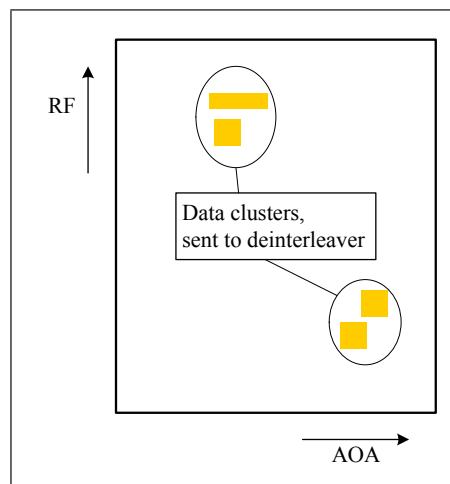 RF
Data clusters,
sent to deinterleaver
AOA